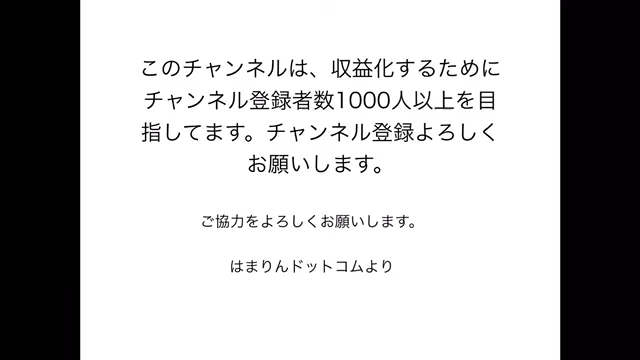 このチャンネルは、収益化するために
チャンネル登録者数1000人以上を目
指してます。チャンネル登録よろしく
お願いします。
ご協力をよろしくお願いします。
はまりんドットコムより